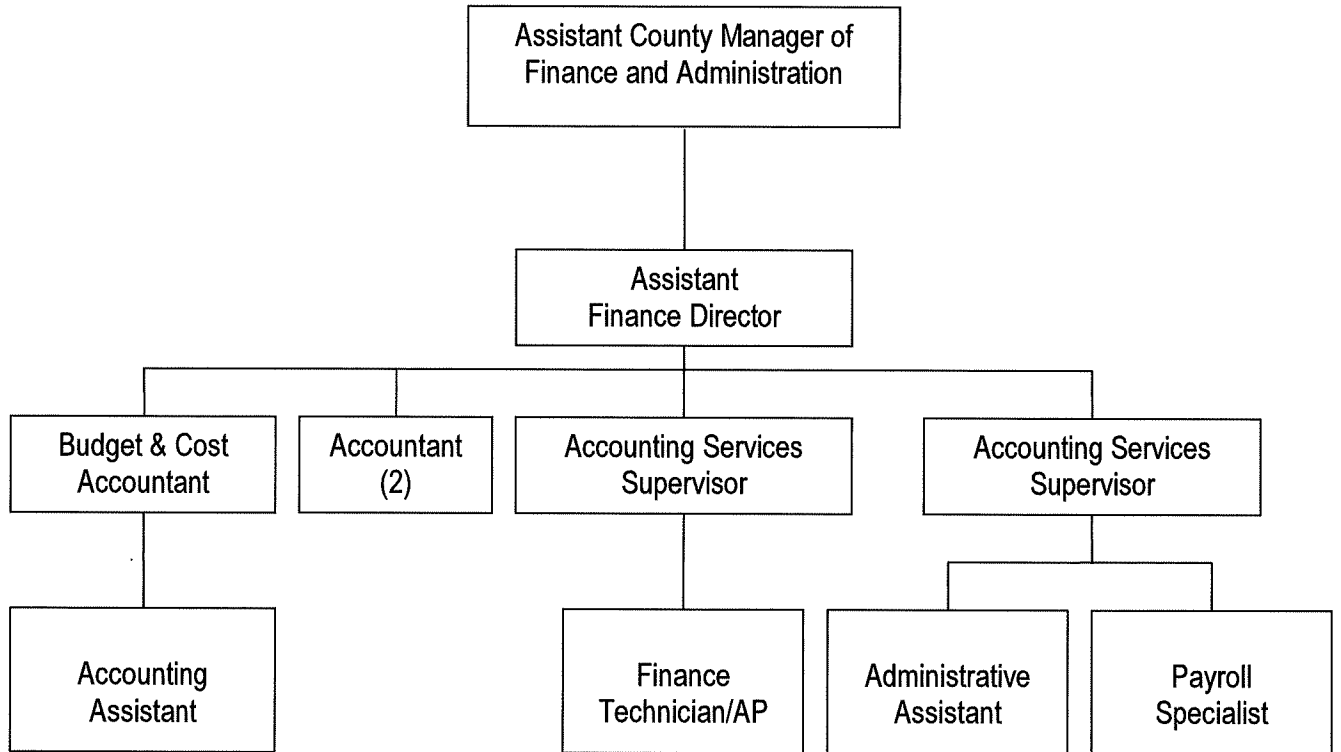 Assistant County Manager of
Finance and Administration
Assistant
Finance Director
Budget & Cost
Accountant
Accountant
(2)
Accounting Services
Supervisor
Accounting Services
Supervisor
Accounting
Assistant
Finance
Technician/AP
Administrative
Assistant
Payroll
Specialist